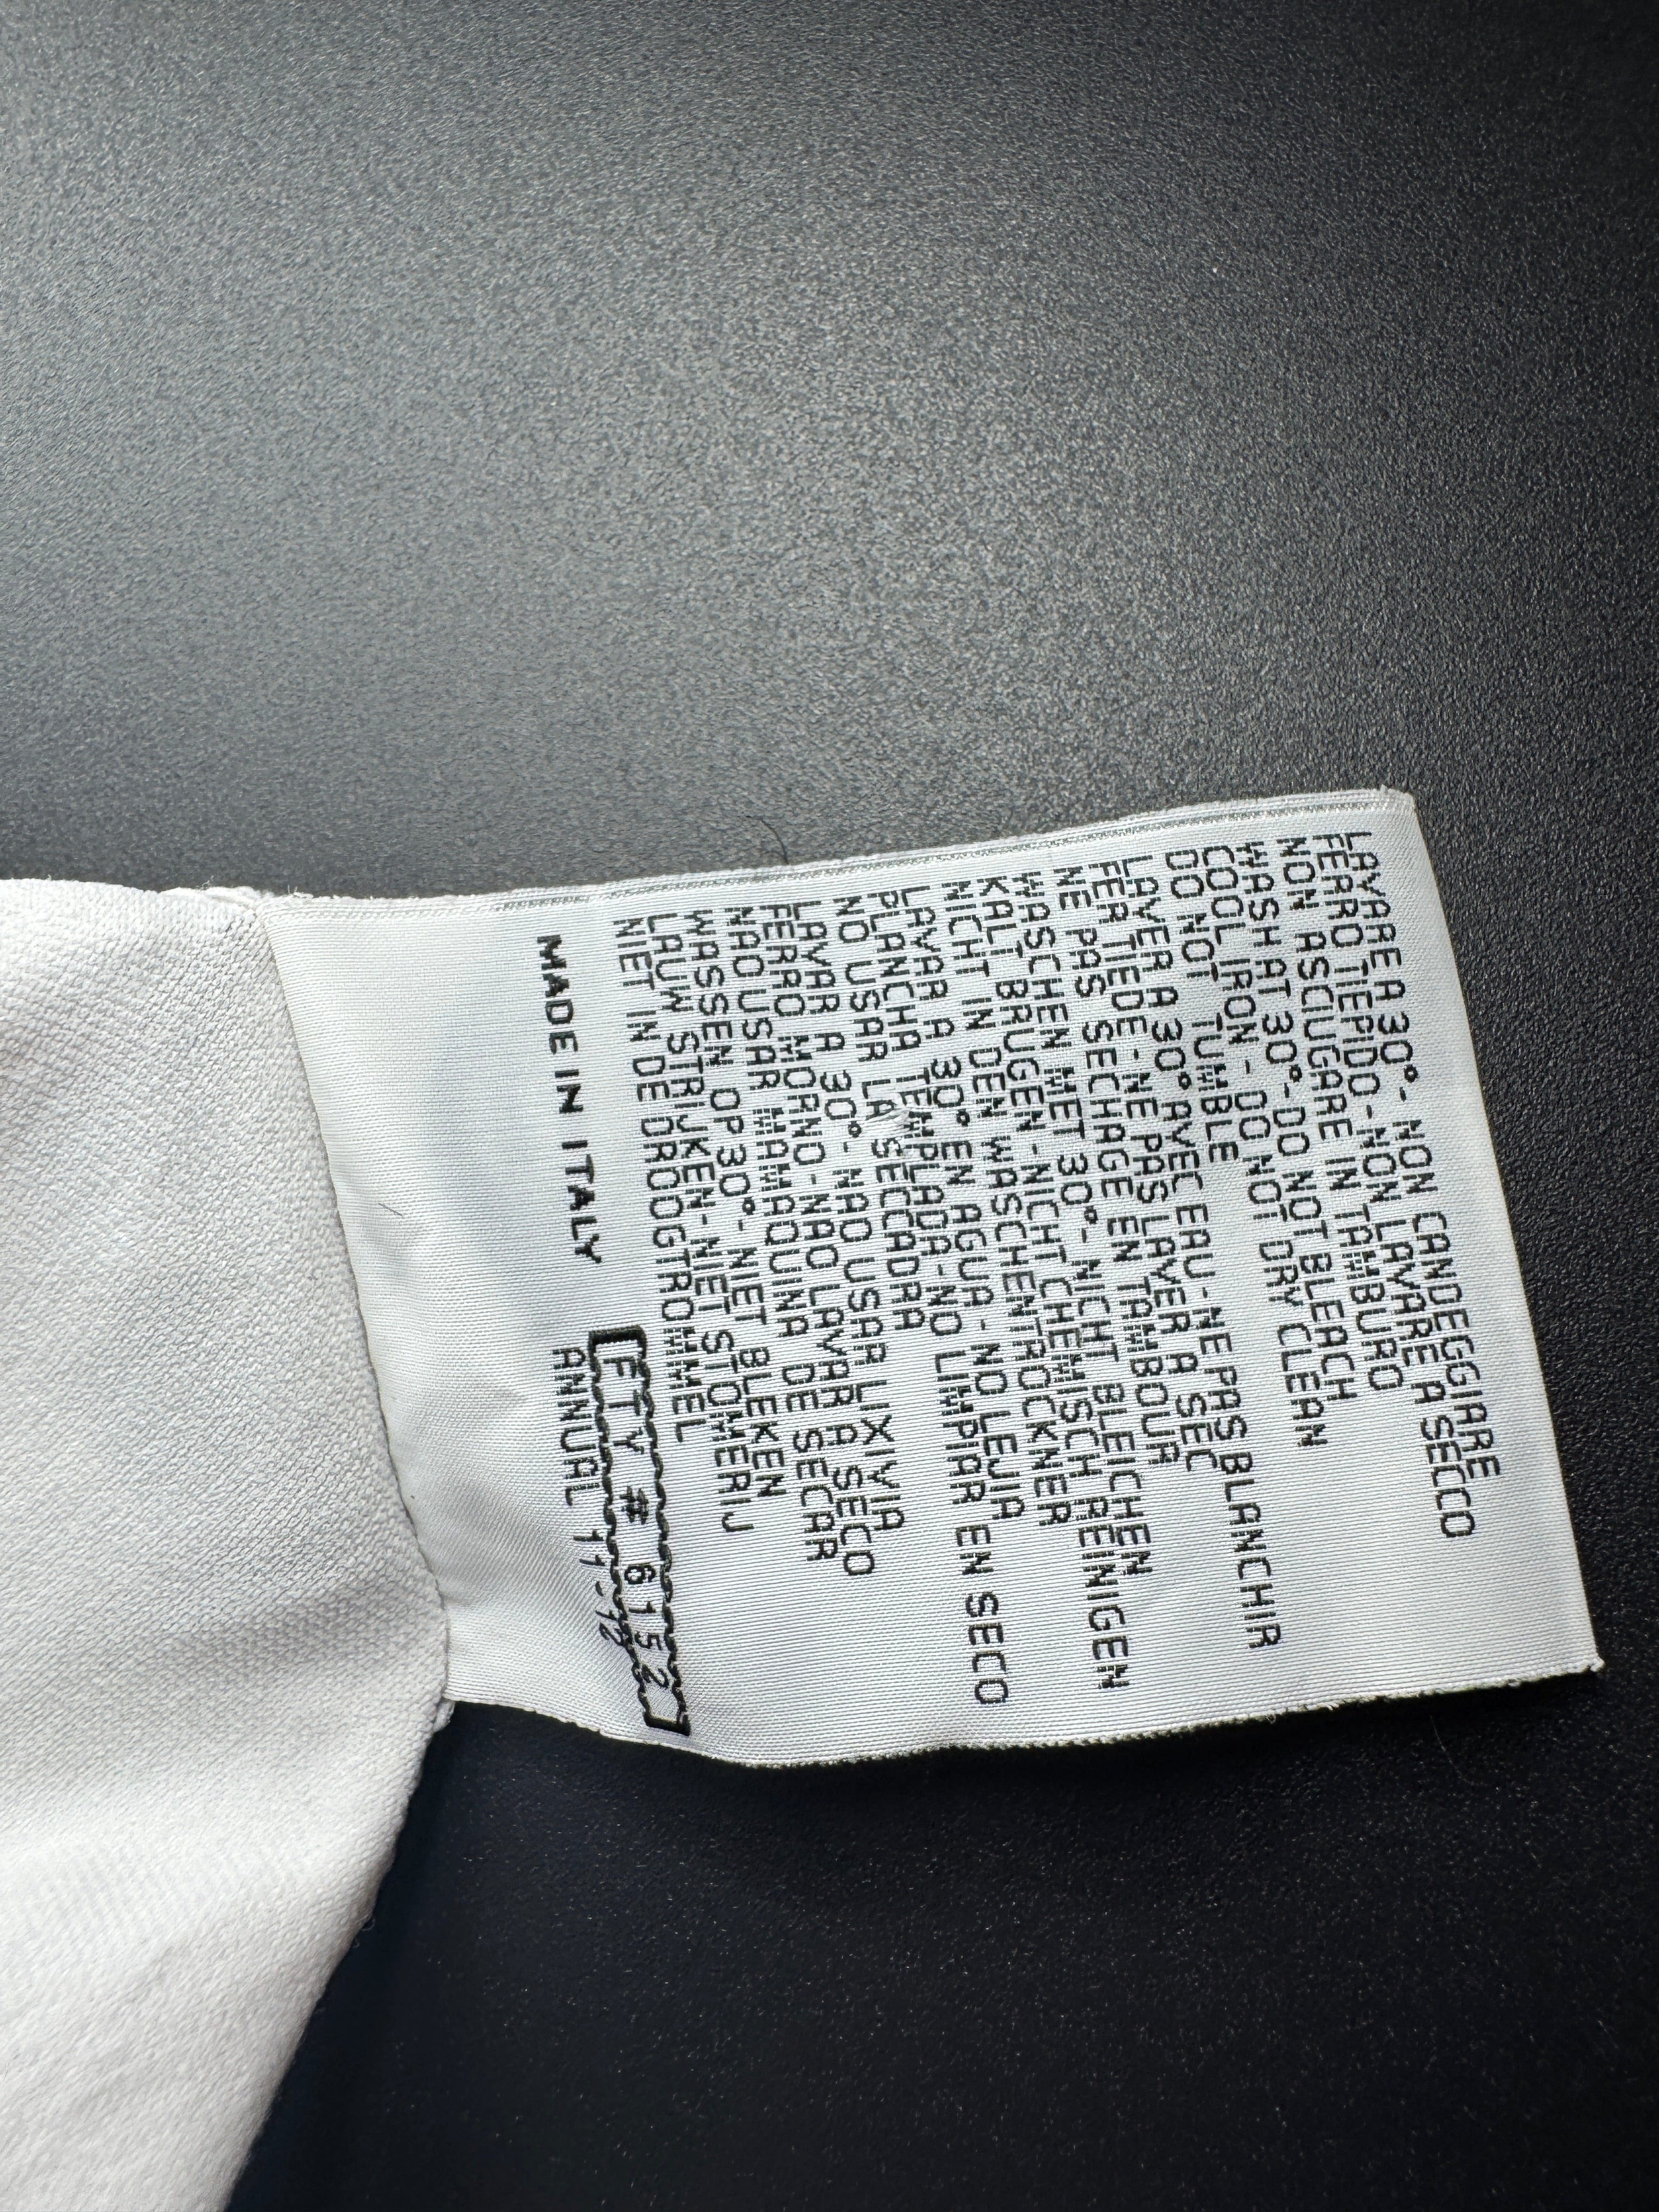 LAVARE A 30°- NON CANDEGGIARE
FERRO TIEPIDO-NON LAVARE A SECCO
NON ASCIUGARE IN TAMBURO
WASH AT 30°-DO NOT BLEACH
COOL IRON- DO NOT DRY CLEAN
DO NOT TUMBLE
LAVER A 30° AVEC EAU-NE PAS BLANCHIR
FER TIEDE-NE PAS LAVER A SEC
NE PAS SECHAGE EN TAMBOUR
WASCHEN MET 30°- NICHT BLEICHEN
KALT BRUGEN-NICHT CHEMISCH REINIGEN
NICHT IN DEN WASCHENTROCKNER
LAVAR A 30° EN AGUA- NO LEJIA
PLANCHA TEMPLADA-NO LIMPIAR EN SECO
NO USAR LA SECCADRA
LAVAR A 30°- NAO USAR LIXIVIA
FERRO MORNO-NAO LAVAR A SECO
NAO USAR MAMAQUINA DE SECAR
WASSEN OP 30°- NIET BLEKEN
LAUW STRIJKEN-NIET STOMERIJ
NIET IN DE DROOGTROMMEL
MADE IN ITALY
FTY # 6152
ANNUAL 11-12